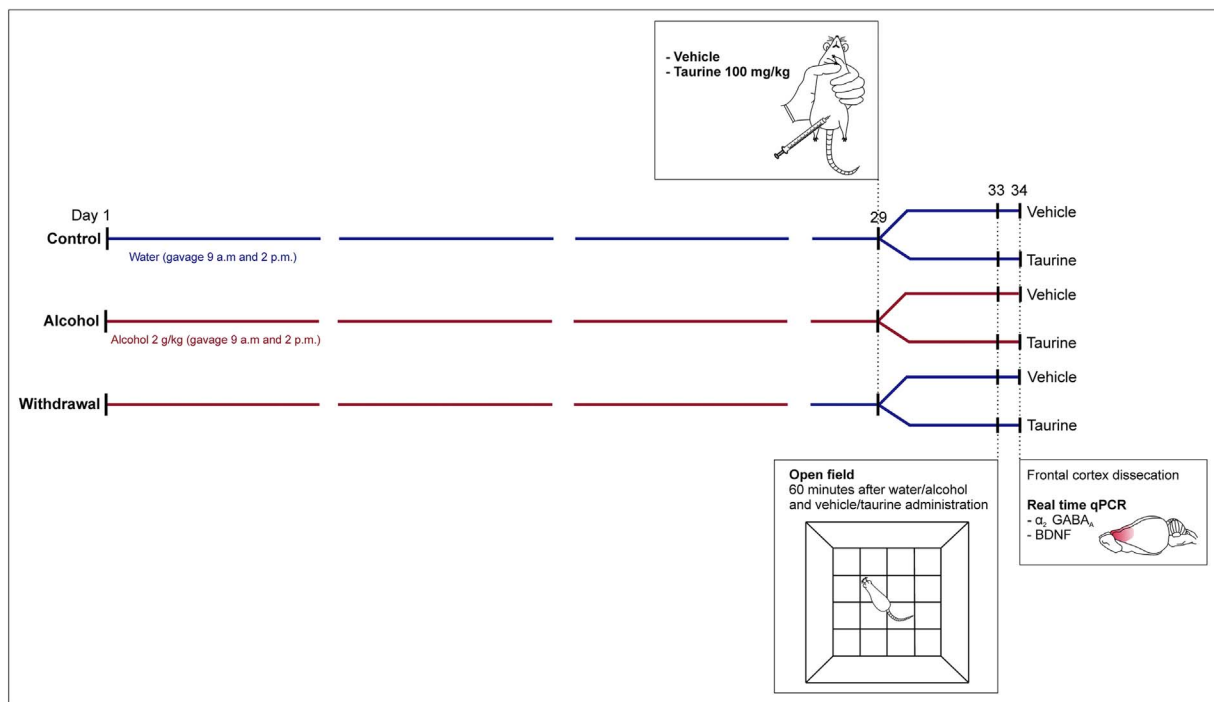 - Vehicle
- Taurine 100 mg/kg
Day 1
29
33 34
Control
Water (gavage 9 a.m and 2 p.m.)
Vehicle
Taurine
Alcohol
Alcohol 2 g/kg (gavage 9 a.m and 2 p.m.)
Vehicle
Taurine
Withdrawal
Vehicle
Taurine
Open field
60 minutes after water/alcohol
and vehicle/taurine administration
Frontal cortex dissecation
Real time qPCR
- α₂ GABAₐ
- BDNF